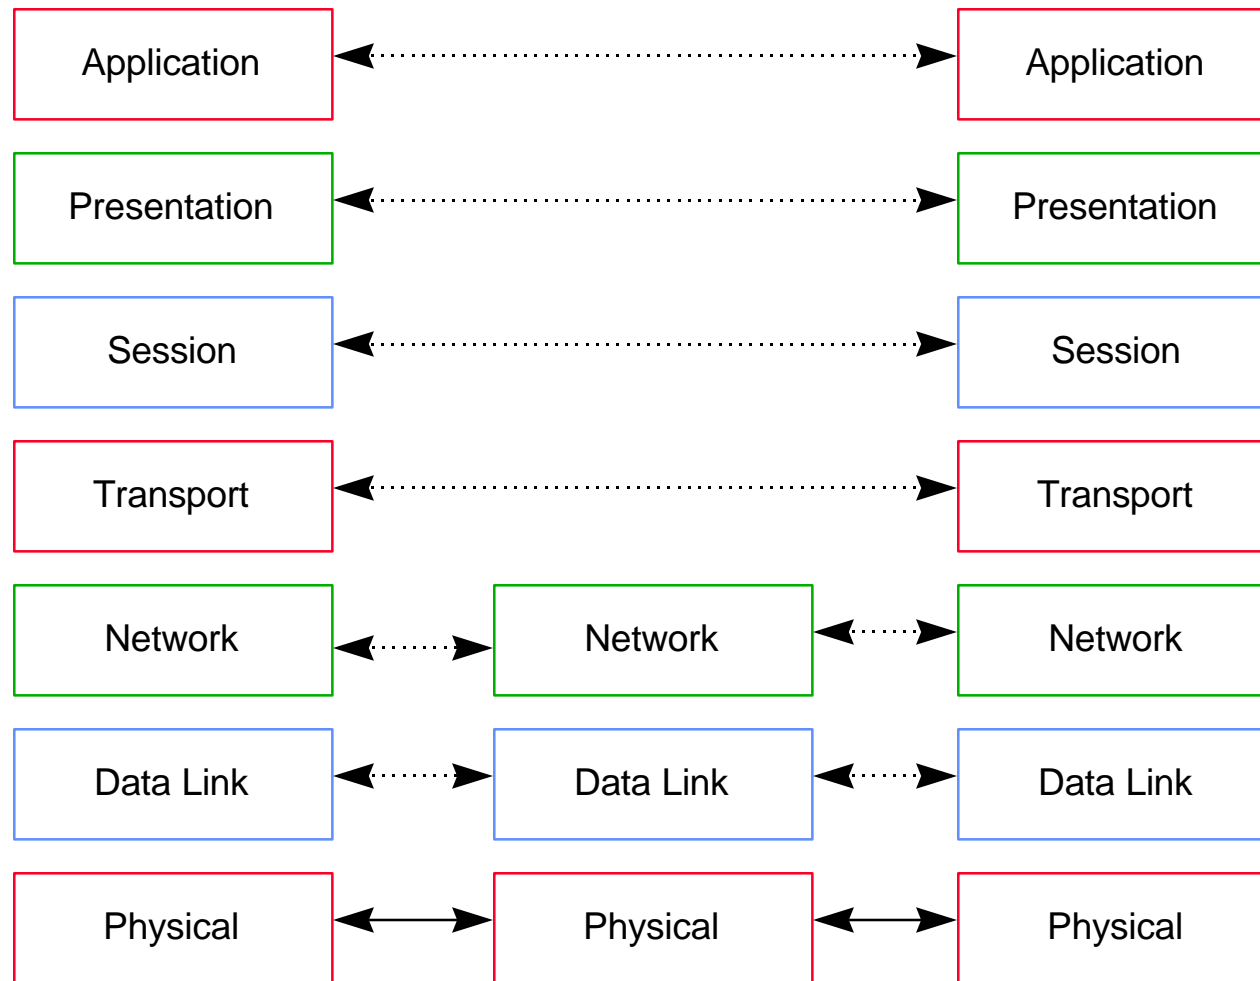 Application
Application
Presentation
Presentation
Session
Session
Transport
Transport
Network
Network
Network
Data Link
Data Link
Data Link
Physical
Physical
Physical